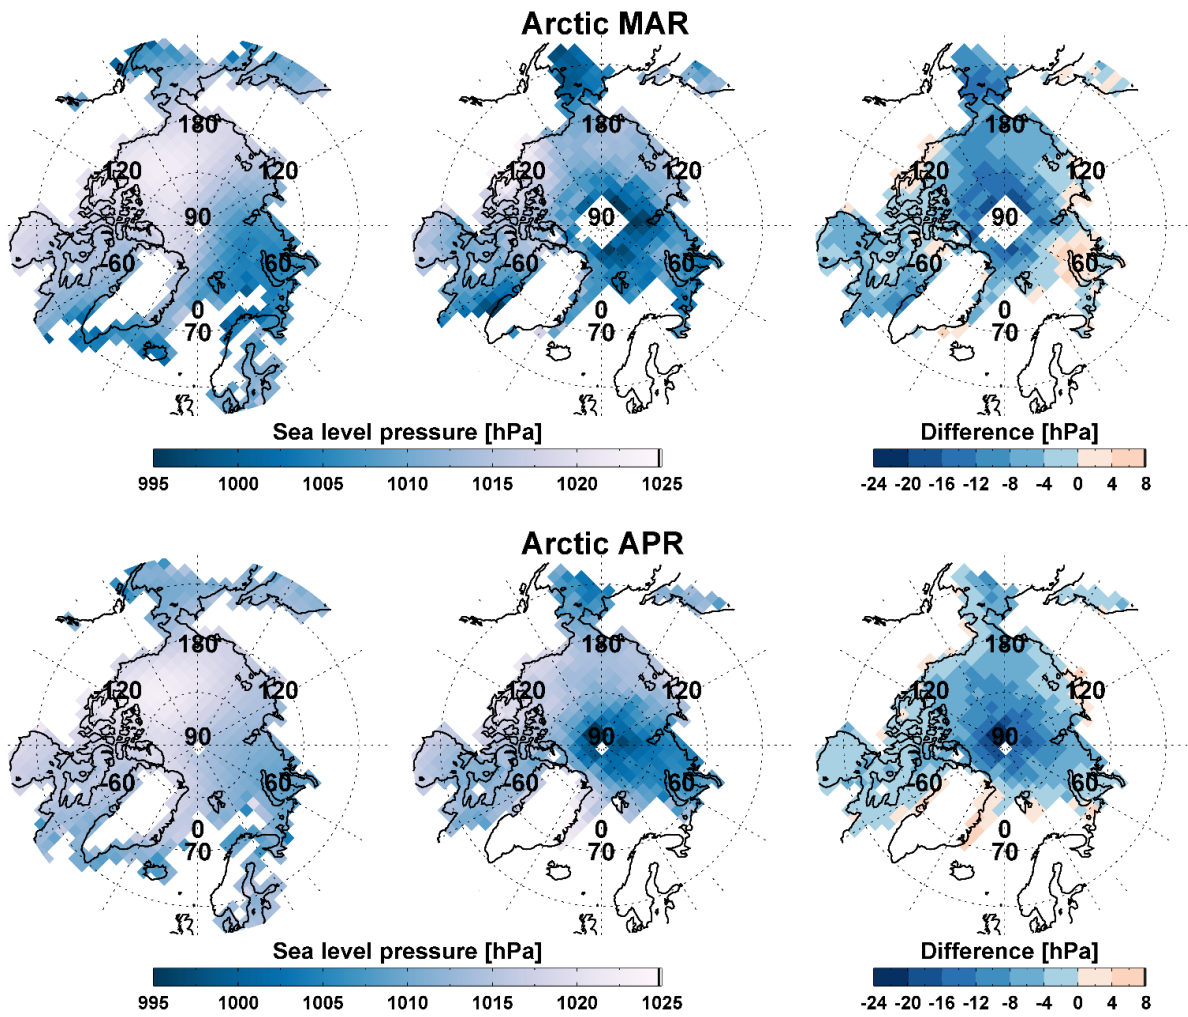 Arctic MAR
180 180 180
-120 120 -120 120 -120 120
90 90 90
-60 60 -60 60 -60 60
0 0 0
70 70 70
Sea level pressure [hPa] Difference [hPa]
995 1000 1005 1010 1015 1020 1025 -24 -20 -16 -12 -8 -4 0 4 8
Arctic APR
180 180 180
-120 120 -120 120 -120 120
90 90 90
-60 60 -60 60 -60 60
0 0 0
70 70 70
Sea level pressure [hPa] Difference [hPa]
995 1000 1005 1010 1015 1020 1025 -24 -20 -16 -12 -8 -4 0 4 8